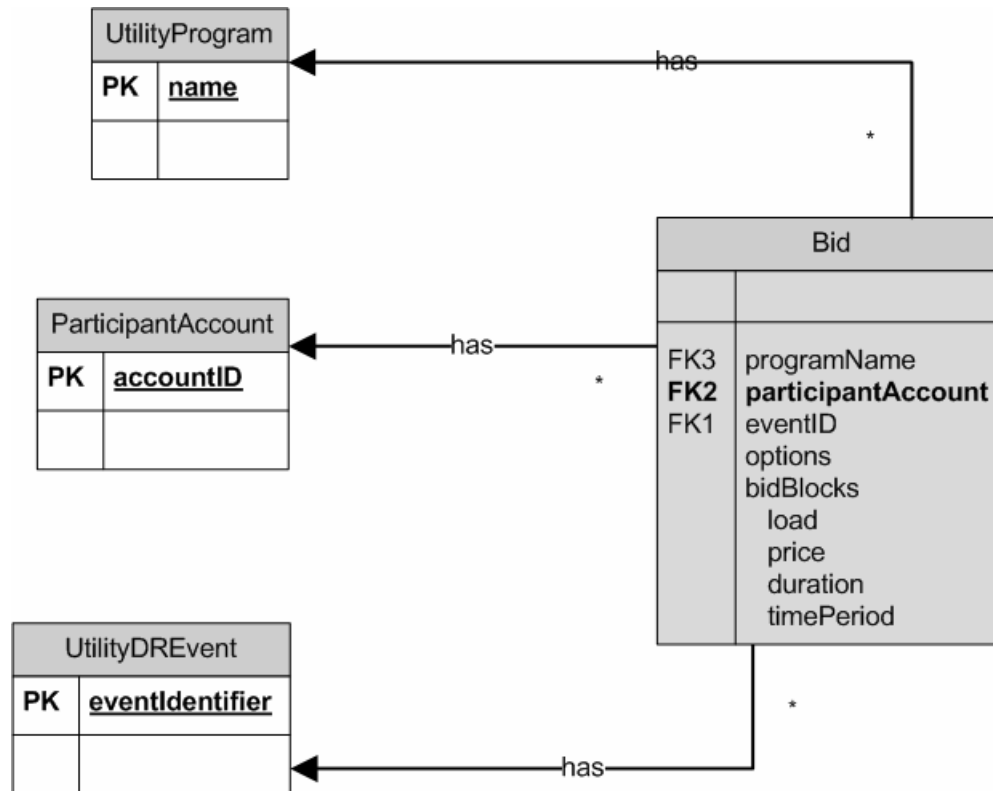 UtilityProgram
PK name
has
*
Bid
FK3 programName
FK2 participantAccount
FK1 eventID
options
bidBlocks
load
price
duration
timePeriod
ParticipantAccount
PK accountID
has
*
UtilityDREvent
PK eventIdentifier
has
*